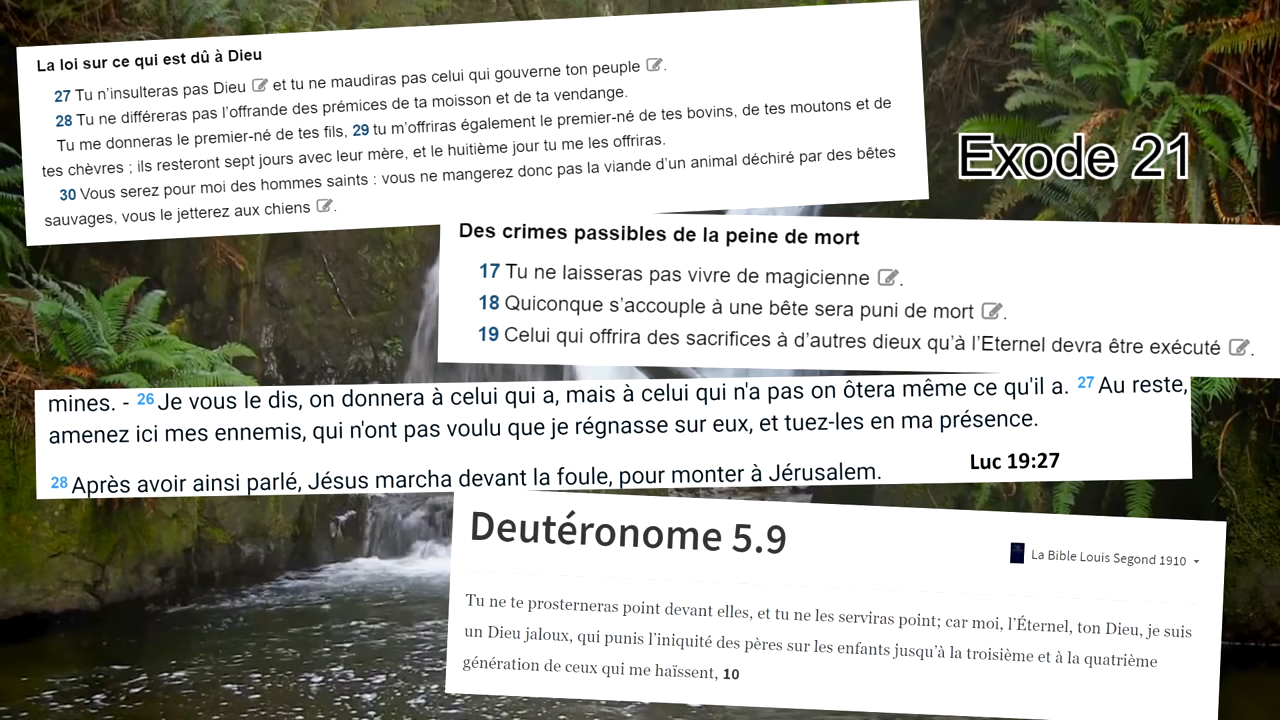 La loi sur ce qui est dû à Dieu
27 Tu n'insulteras pas Dieu et tu ne maudiras pas celui qui gouverne ton peuple .
28 Tu ne différeras pas l'offrande des prémices de ta moisson et de ta vendange.
Tu me donneras le premier-né de tes fils, 29 tu m'offriras également le premier-né de tes bovins, de tes moutons et de
tes chèvres ; ils resteront sept jours avec leur mère, et le huitième jour tu me les offriras.
30 Vous serez pour moi des hommes saints : vous ne mangerez donc pas la viande d'un animal déchiré par des bêtes
sauvages, vous le jetterez aux chiens .
Exode 21
Des crimes passibles de la peine de mort
17 Tu ne laisseras pas vivre de magicienne .
18 Quiconque s'accouple à une bête sera puni de mort .
19 Celui qui offrira des sacrifices à d'autres dieux qu'à l'Eternel devra être exécuté .
mines. - 26 Je vous le dis, on donnera à celui qui a, mais à celui qui n'a pas on ôtera même ce qu'il a. 27 Au reste,
amenez ici mes ennemis, qui n'ont pas voulu que je régnasse sur eux, et tuez-les en ma présence.
Luc 19:27
28 Après avoir ainsi parlé, Jésus marcha devant la foule, pour monter à Jérusalem.
Deutéronome 5.9
La Bible Louis Segond 1910
Tu ne te prosterneras point devant elles, et tu ne les serviras point; car moi, l'Éternel, ton Dieu, je suis
un Dieu jaloux, qui punis l'iniquité des pères sur les enfants jusqu'à la troisième et à la quatrième
génération de ceux qui me haïssent, 10